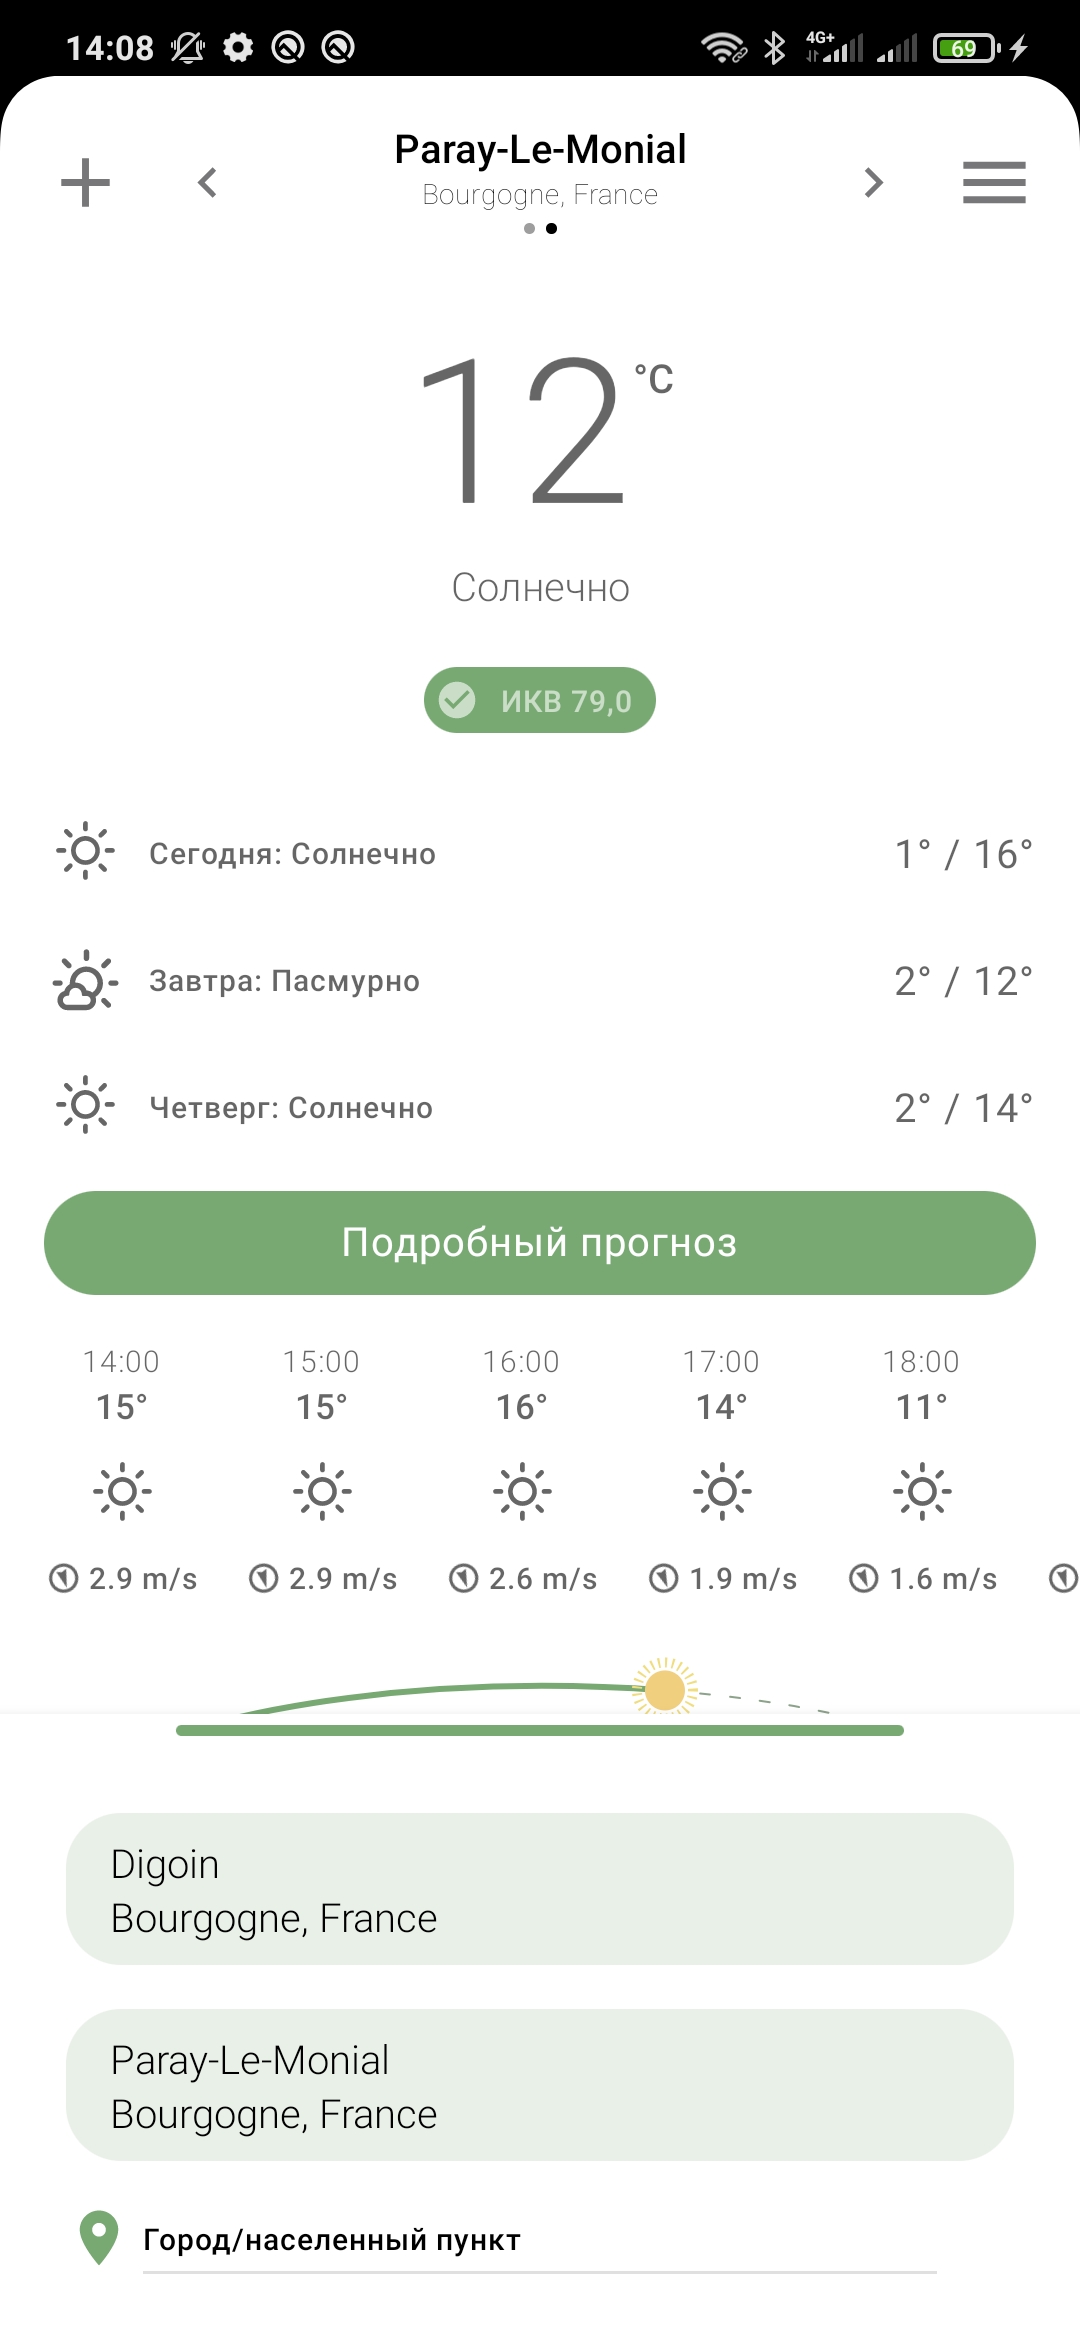 14:08
4G+
69
Paray-Le-Monial
Bourgogne, France
12 °C
Солнечно
ИКВ 79,0
Сегодня: Солнечно 1° / 16°
Завтра: Пасмурно 2° / 12°
Четверг: Солнечно 2° / 14°
Подробный прогноз
14:00 15:00 16:00 17:00 18:00
15° 15° 16° 14° 11°
2.9 m/s 2.9 m/s 2.6 m/s 1.9 m/s 1.6 m/s
Digoin
Bourgogne, France
Paray-Le-Monial
Bourgogne, France
Город/населенный пункт